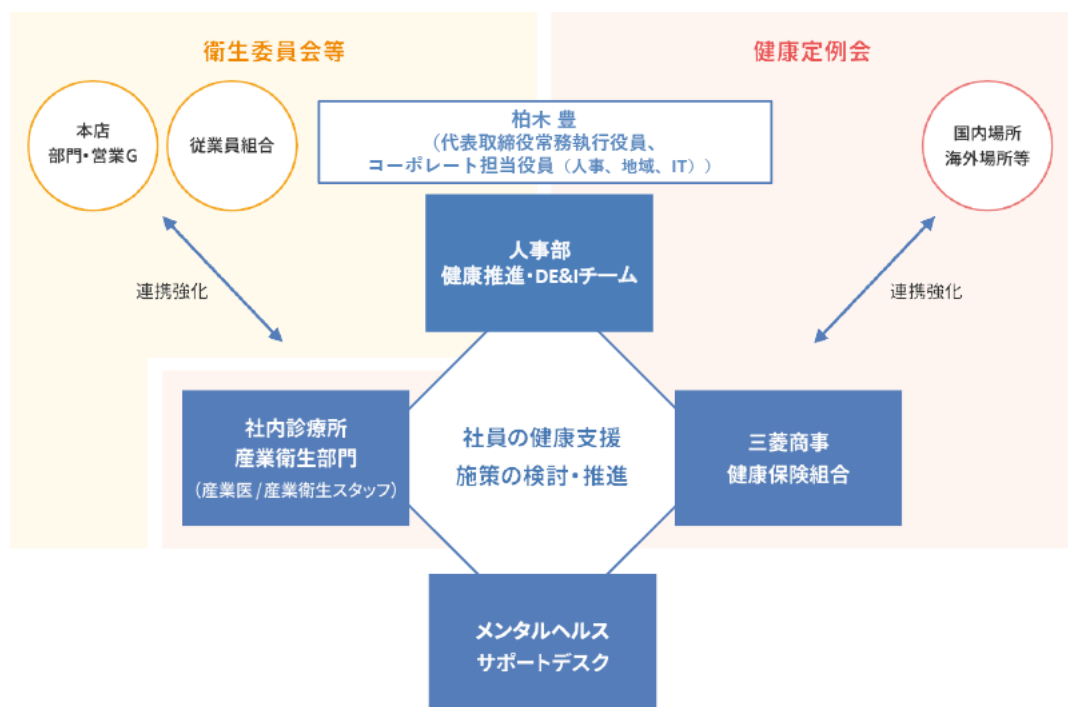 衛生委員会等
健康定例会
本店
部門・営業G
従業員組合
柏木 豊
（代表取締役常務執行役員、
コーポレート担当役員（人事、地域、IT））
国内場所
海外場所等
人事部
健康推進・DE&Iチーム
連携強化
連携強化
社内診療所
産業衛生部門
（産業医/産業衛生スタッフ）
社員の健康支援
施策の検討・推進
三菱商事
健康保険組合
メンタルヘルス
サポートデスク